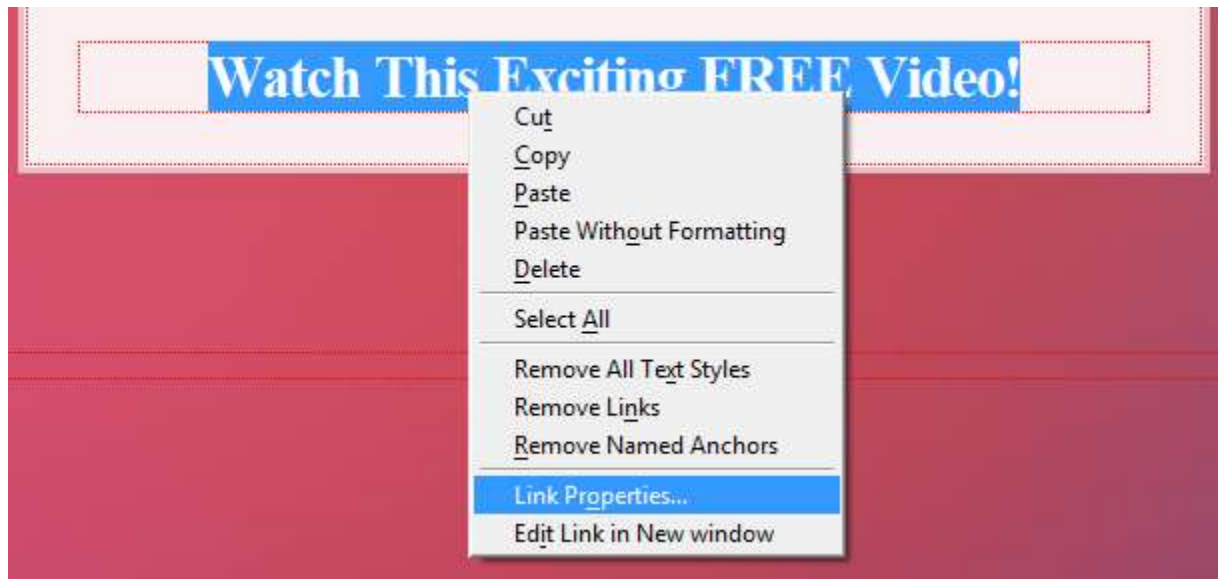 Watch This Exciting FREE Video!
Cut
Copy
Paste
Paste Without Formatting
Delete
Select All
Remove All Text Styles
Remove Links
Remove Named Anchors
Link Properties...
Edit Link in New window